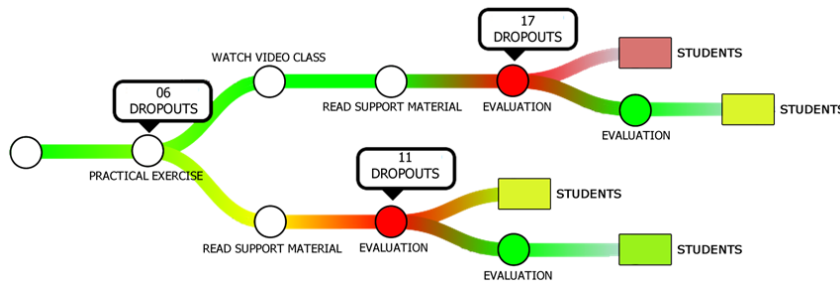 17
DROPOUTS
STUDENTS
WATCH VIDEO CLASS
06
DROPOUTS
READ SUPPORT MATERIAL
EVALUATION
STUDENTS
EVALUATION
PRACTICAL EXERCISE
11
DROPOUTS
STUDENTS
READ SUPPORT MATERIAL
EVALUATION
STUDENTS
EVALUATION